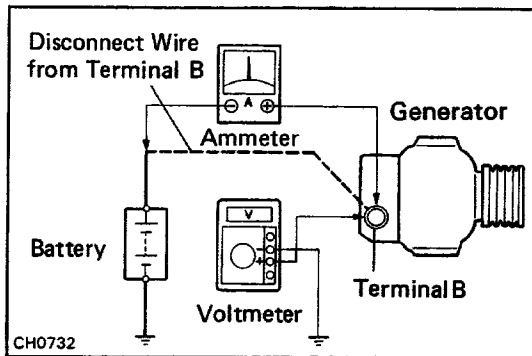 Disconnect Wire
from Terminal B
A
Ammeter
Generator
V
Battery
Voltmeter
Terminal B
CH0732